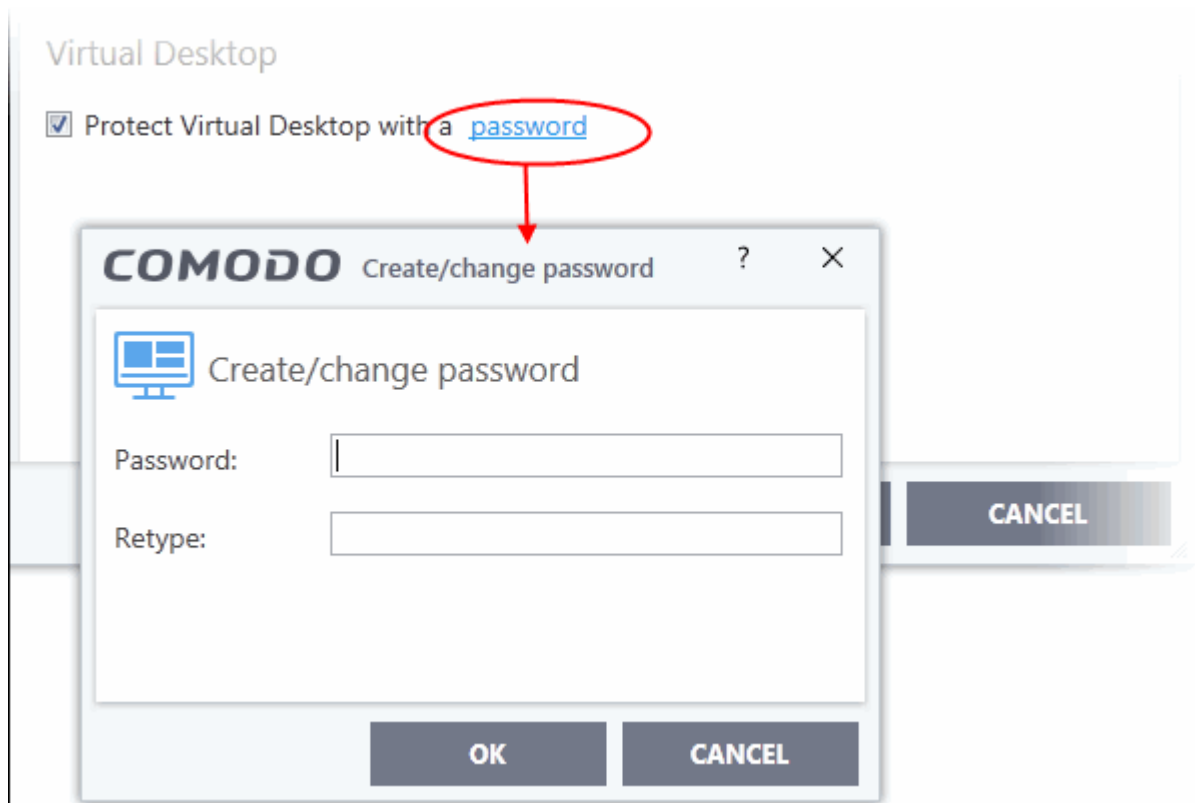 Virtual Desktop
Protect Virtual Desktop with a password
COMODO Create/change password ? ×
Create/change password
Password:
Retype:
CANCEL
OK CANCEL